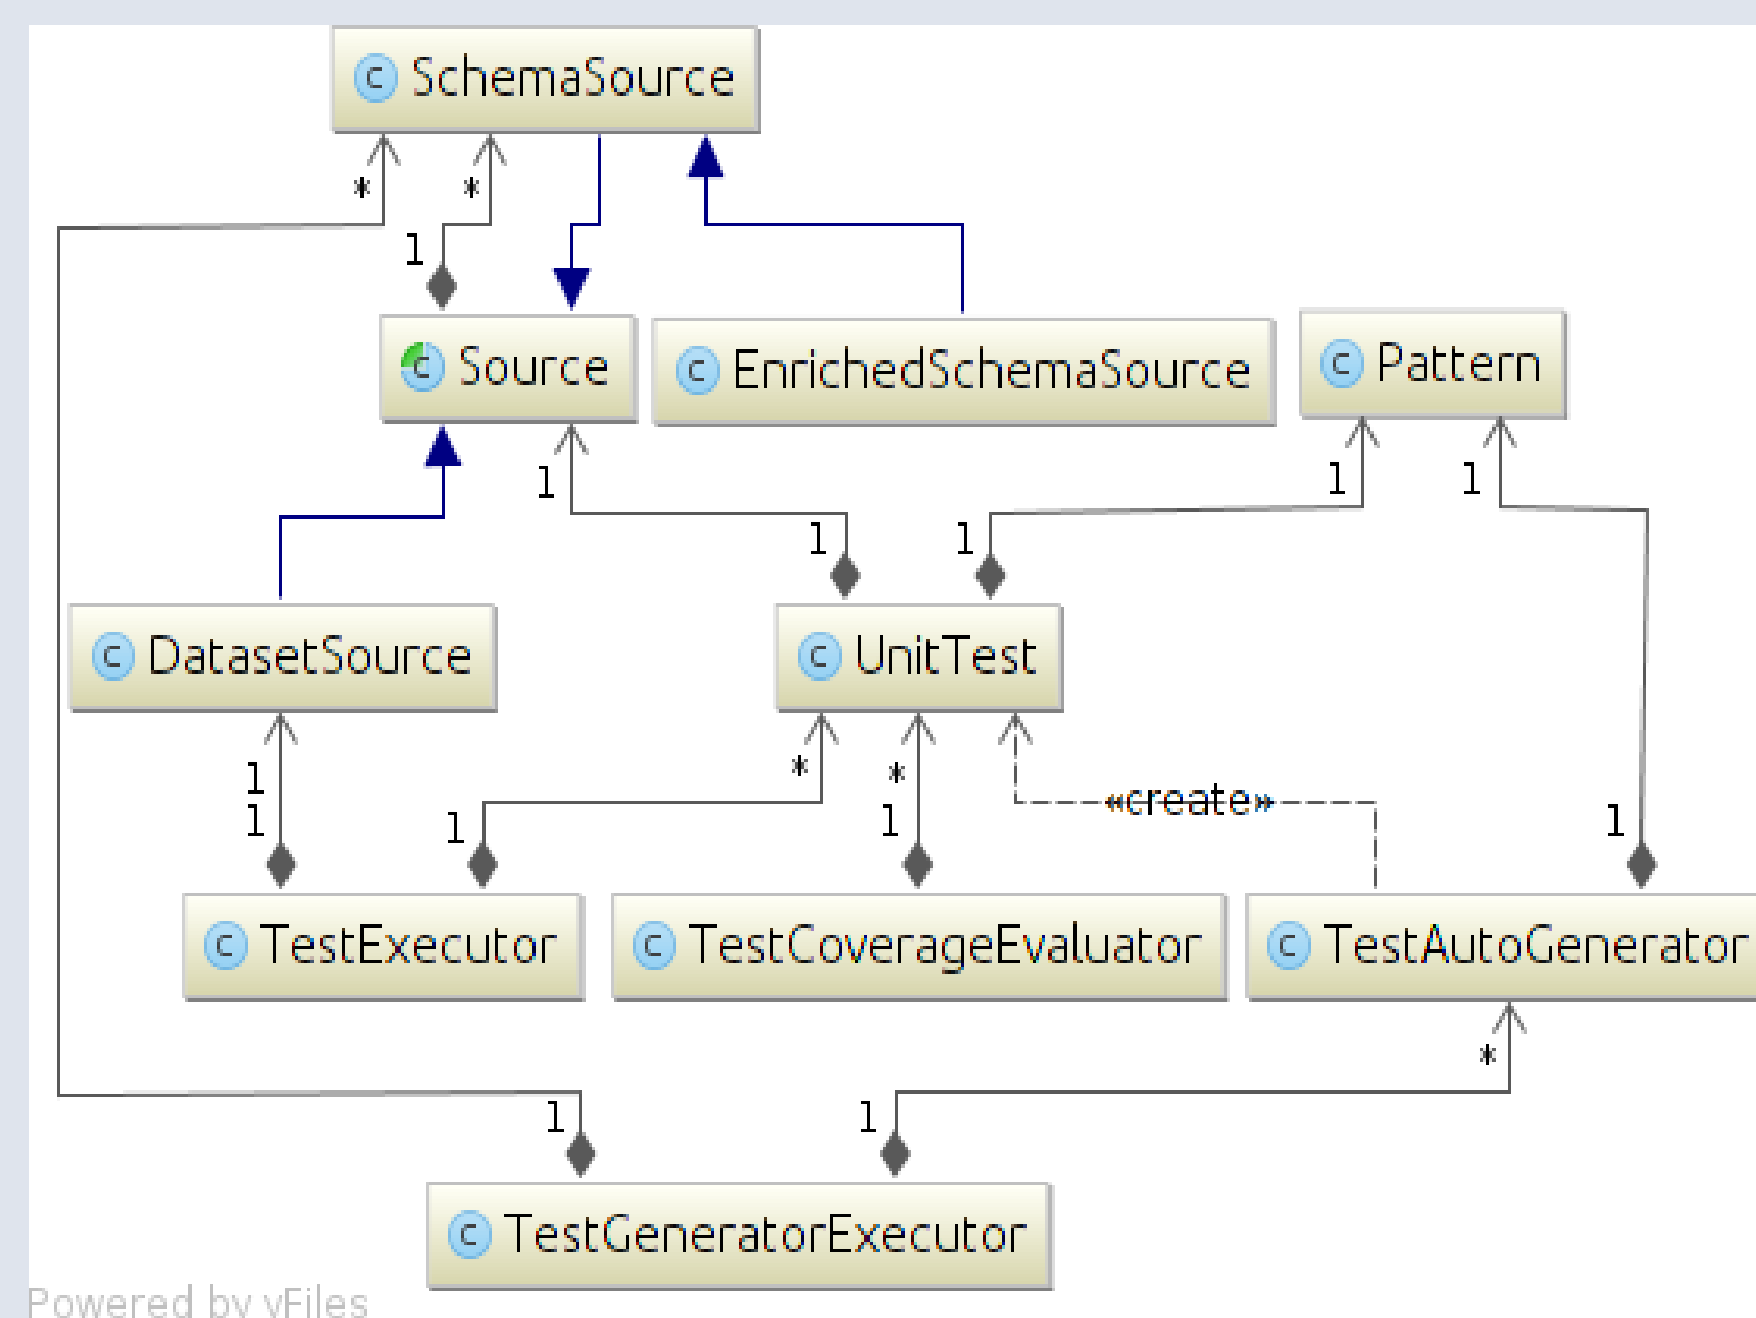 C SchemaSource
* *
1
C Source
C EnrichedSchemaSource
C Pattern
1 1 1
1 1
C DatasetSource
C UnitTest
1 * *
«create»
1 1 1 1
C TestExecutor
C TestCoverageEvaluator
C TestAutoGenerator
*
1 1
C TestGeneratorExecutor
Powered by yFiles